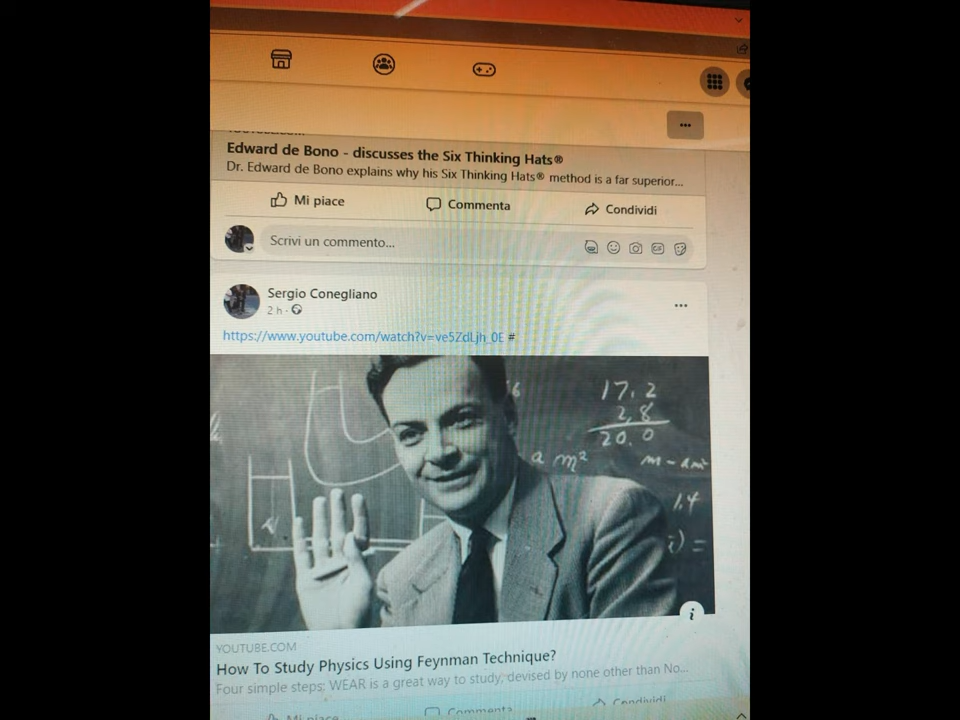 Edward de Bono - discusses the Six Thinking Hats®
Dr. Edward de Bono explains why his Six Thinking Hats® method is a far superior...
Mi piace Commenta Condividi
Scrivi un commento...
Sergio Conegliano
2 h
https://www.youtube.com/watch?v=ve5ZdLjh_0E #
17.2
2,8
20.0
a m²
1,4
YOUTUBE.COM
How To Study Physics Using Feynman Technique?
Four simple steps: WEAR is a great way to study, devised by none other than No...
Mi piace Commenta Condividi